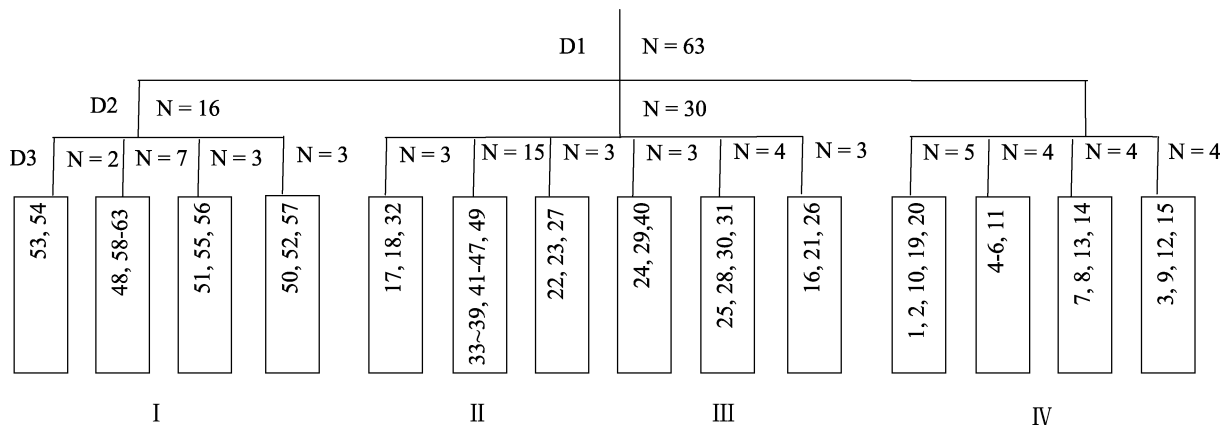 D1 N = 63
D2 N = 16 N = 30
D3 N = 2 N = 7 N = 3 N = 3 N = 3 N = 15 N = 3 N = 3 N = 4 N = 3 N = 5 N = 4 N = 4 N = 4
53, 54
48, 58-63
51, 55, 56
50, 52, 57
17, 18, 32
33~39, 41-47, 49
22, 23, 27
24, 29,40
25, 28, 30, 31
16, 21, 26
1, 2, 10, 19, 20
4-6, 11
7, 8, 13, 14
3, 9, 12, 15
I II III IV